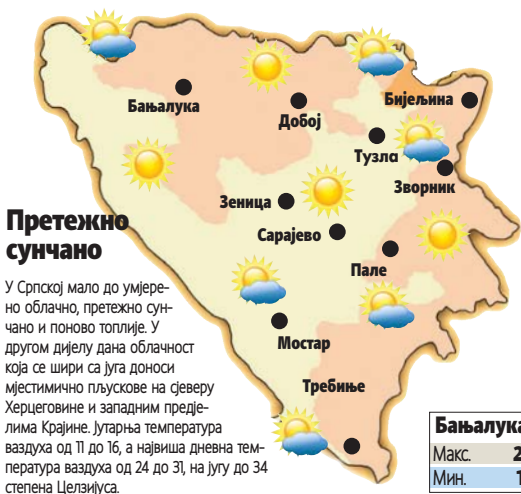 Бањалука
Добој
Бијељина
Тузла
Зворник
Зеница
Сарајево
Пале
Мостар
Требиње
Претежно
сунчано
У Српској мало до умјере-
но облачно, претежно сун-
чано и поново топлије. У
другом дијелу дана облачност
која се шири са југа доноси
мјестимично пљускове на сјеверу
Херцеговине и западним предје-
лима Крајине. Јутарња температура
ваздуха од 11 до 16, а највиша дневна тем-
пература ваздуха од 24 до 31, на југу до 34
степена Целзијуса.
Бањалука
Макс.
Мин.